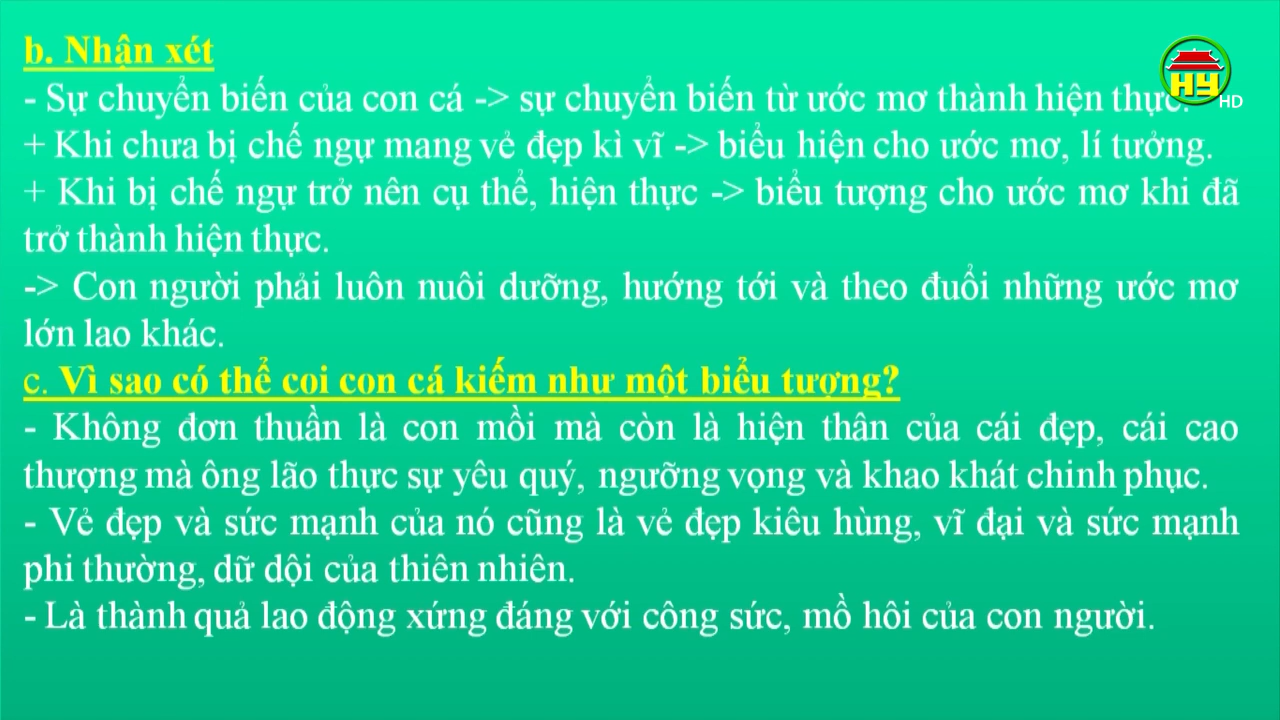 b. Nhận xét
- Sự chuyển biến của con cá -> sự chuyển biến từ ước mơ thành hiện thực.
+ Khi chưa bị chế ngự mang vẻ đẹp kì vĩ -> biểu hiện cho ước mơ, lí tưởng.
+ Khi bị chế ngự trở nên cụ thể, hiện thực -> biểu tượng cho ước mơ khi đã
trở thành hiện thực.
-> Con người phải luôn nuôi dưỡng, hướng tới và theo đuổi những ước mơ
lớn lao khác.
c. Vì sao có thể coi con cá kiếm như một biểu tượng?
- Không đơn thuần là con mồi mà còn là hiện thân của cái đẹp, cái cao
thượng mà ông lão thực sự yêu quý, ngưỡng vọng và khao khát chinh phục.
- Vẻ đẹp và sức mạnh của nó cũng là vẻ đẹp kiêu hùng, vĩ đại và sức mạnh
phi thường, dữ dội của thiên nhiên.
- Là thành quả lao động xứng đáng với công sức, mồ hôi của con người.
HY HD